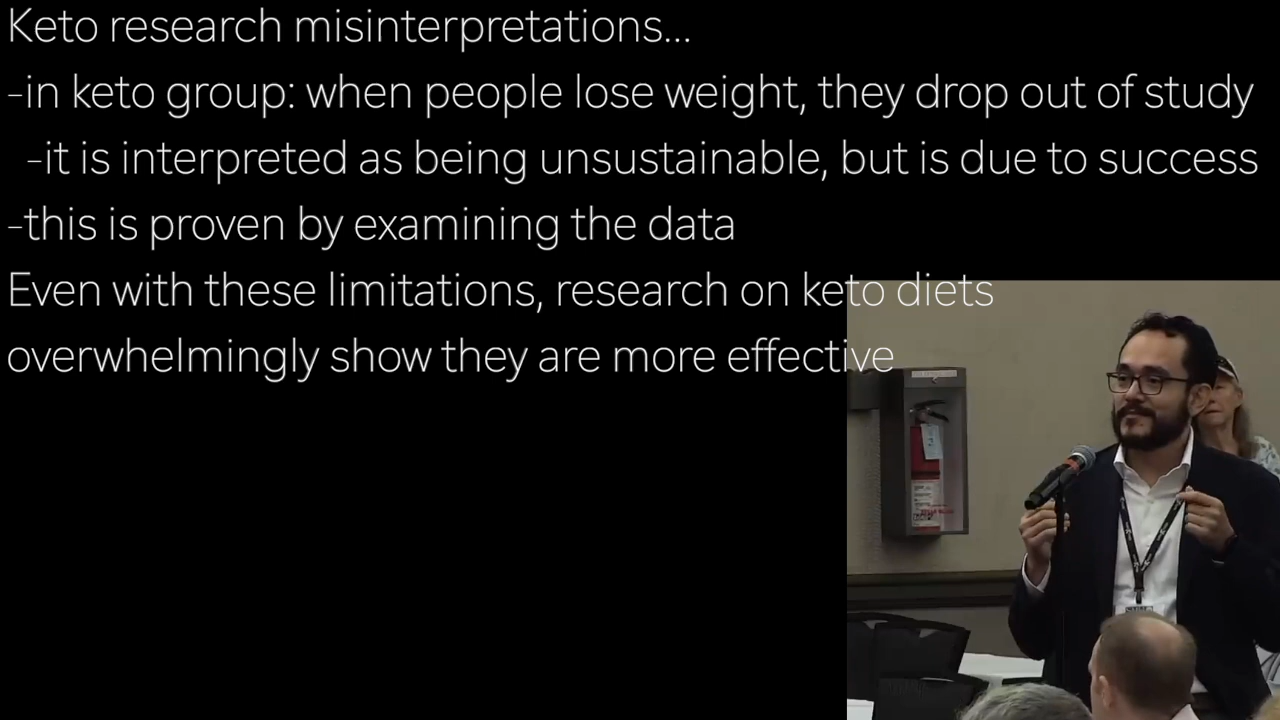 Keto research misinterpretations...
-in keto group: when people lose weight, they drop out of study
-it is interpreted as being unsustainable, but is due to success
-this is proven by examining the data
Even with these limitations, research on keto diets
overwhelmingly show they are more effective